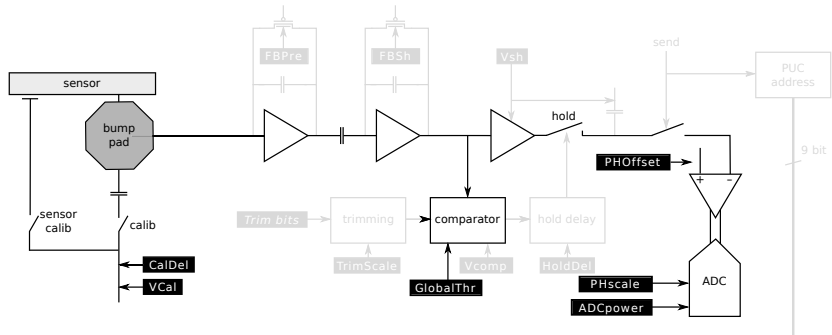 FBPre
FBSh
Vsh
send
PUC
address
sensor
hold
bump
pad
9 bit
PHOffset
+ -
sensor
calib
calib
Trim bits
trimming
comparator
hold delay
CalDel
TrimScale
Vcomp
HoldDel
VCal
GlobalThr
PHscale
ADC
ADCpower